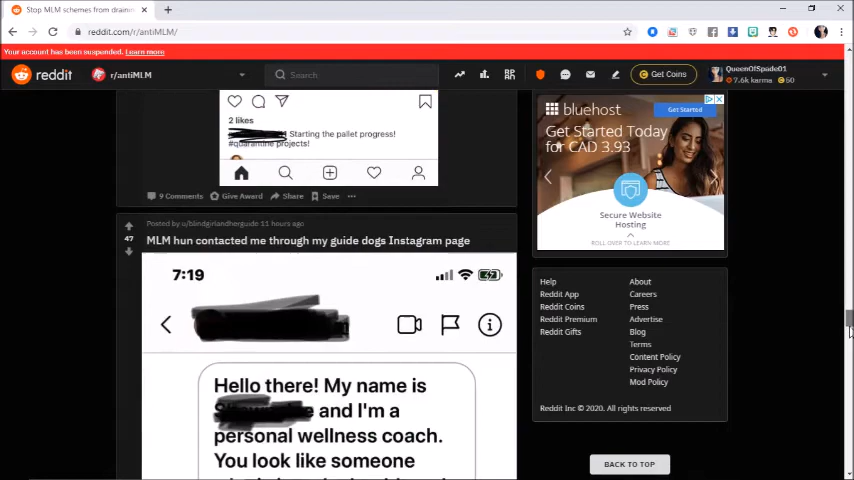 Stop MLM schemes from drainin
reddit.com/r/antiMLM/
Your account has been suspended. Learn more.
reddit
r/antiMLM
Search
Get Coins
QueenOfSpade01
7.6k karma 50
2 likes
Starting the pallet progress!
#quarantine projects!
9 Comments Give Award Share Save
Posted by u/blindgirlandherguide 11 hours ago
47
MLM hun contacted me through my guide dogs Instagram page
7:19
Hello there! My name is
and I'm a
personal wellness coach.
You look like someone
bluehost
Get Started
Get Started Today
for CAD 3.93
Secure Website
Hosting
ROLL OVER TO LEARN MORE
Help About
Reddit App Careers
Reddit Coins Press
Reddit Premium Advertise
Reddit Gifts Blog
Terms
Content Policy
Privacy Policy
Mod Policy
Reddit Inc © 2020. All rights reserved
BACK TO TOP